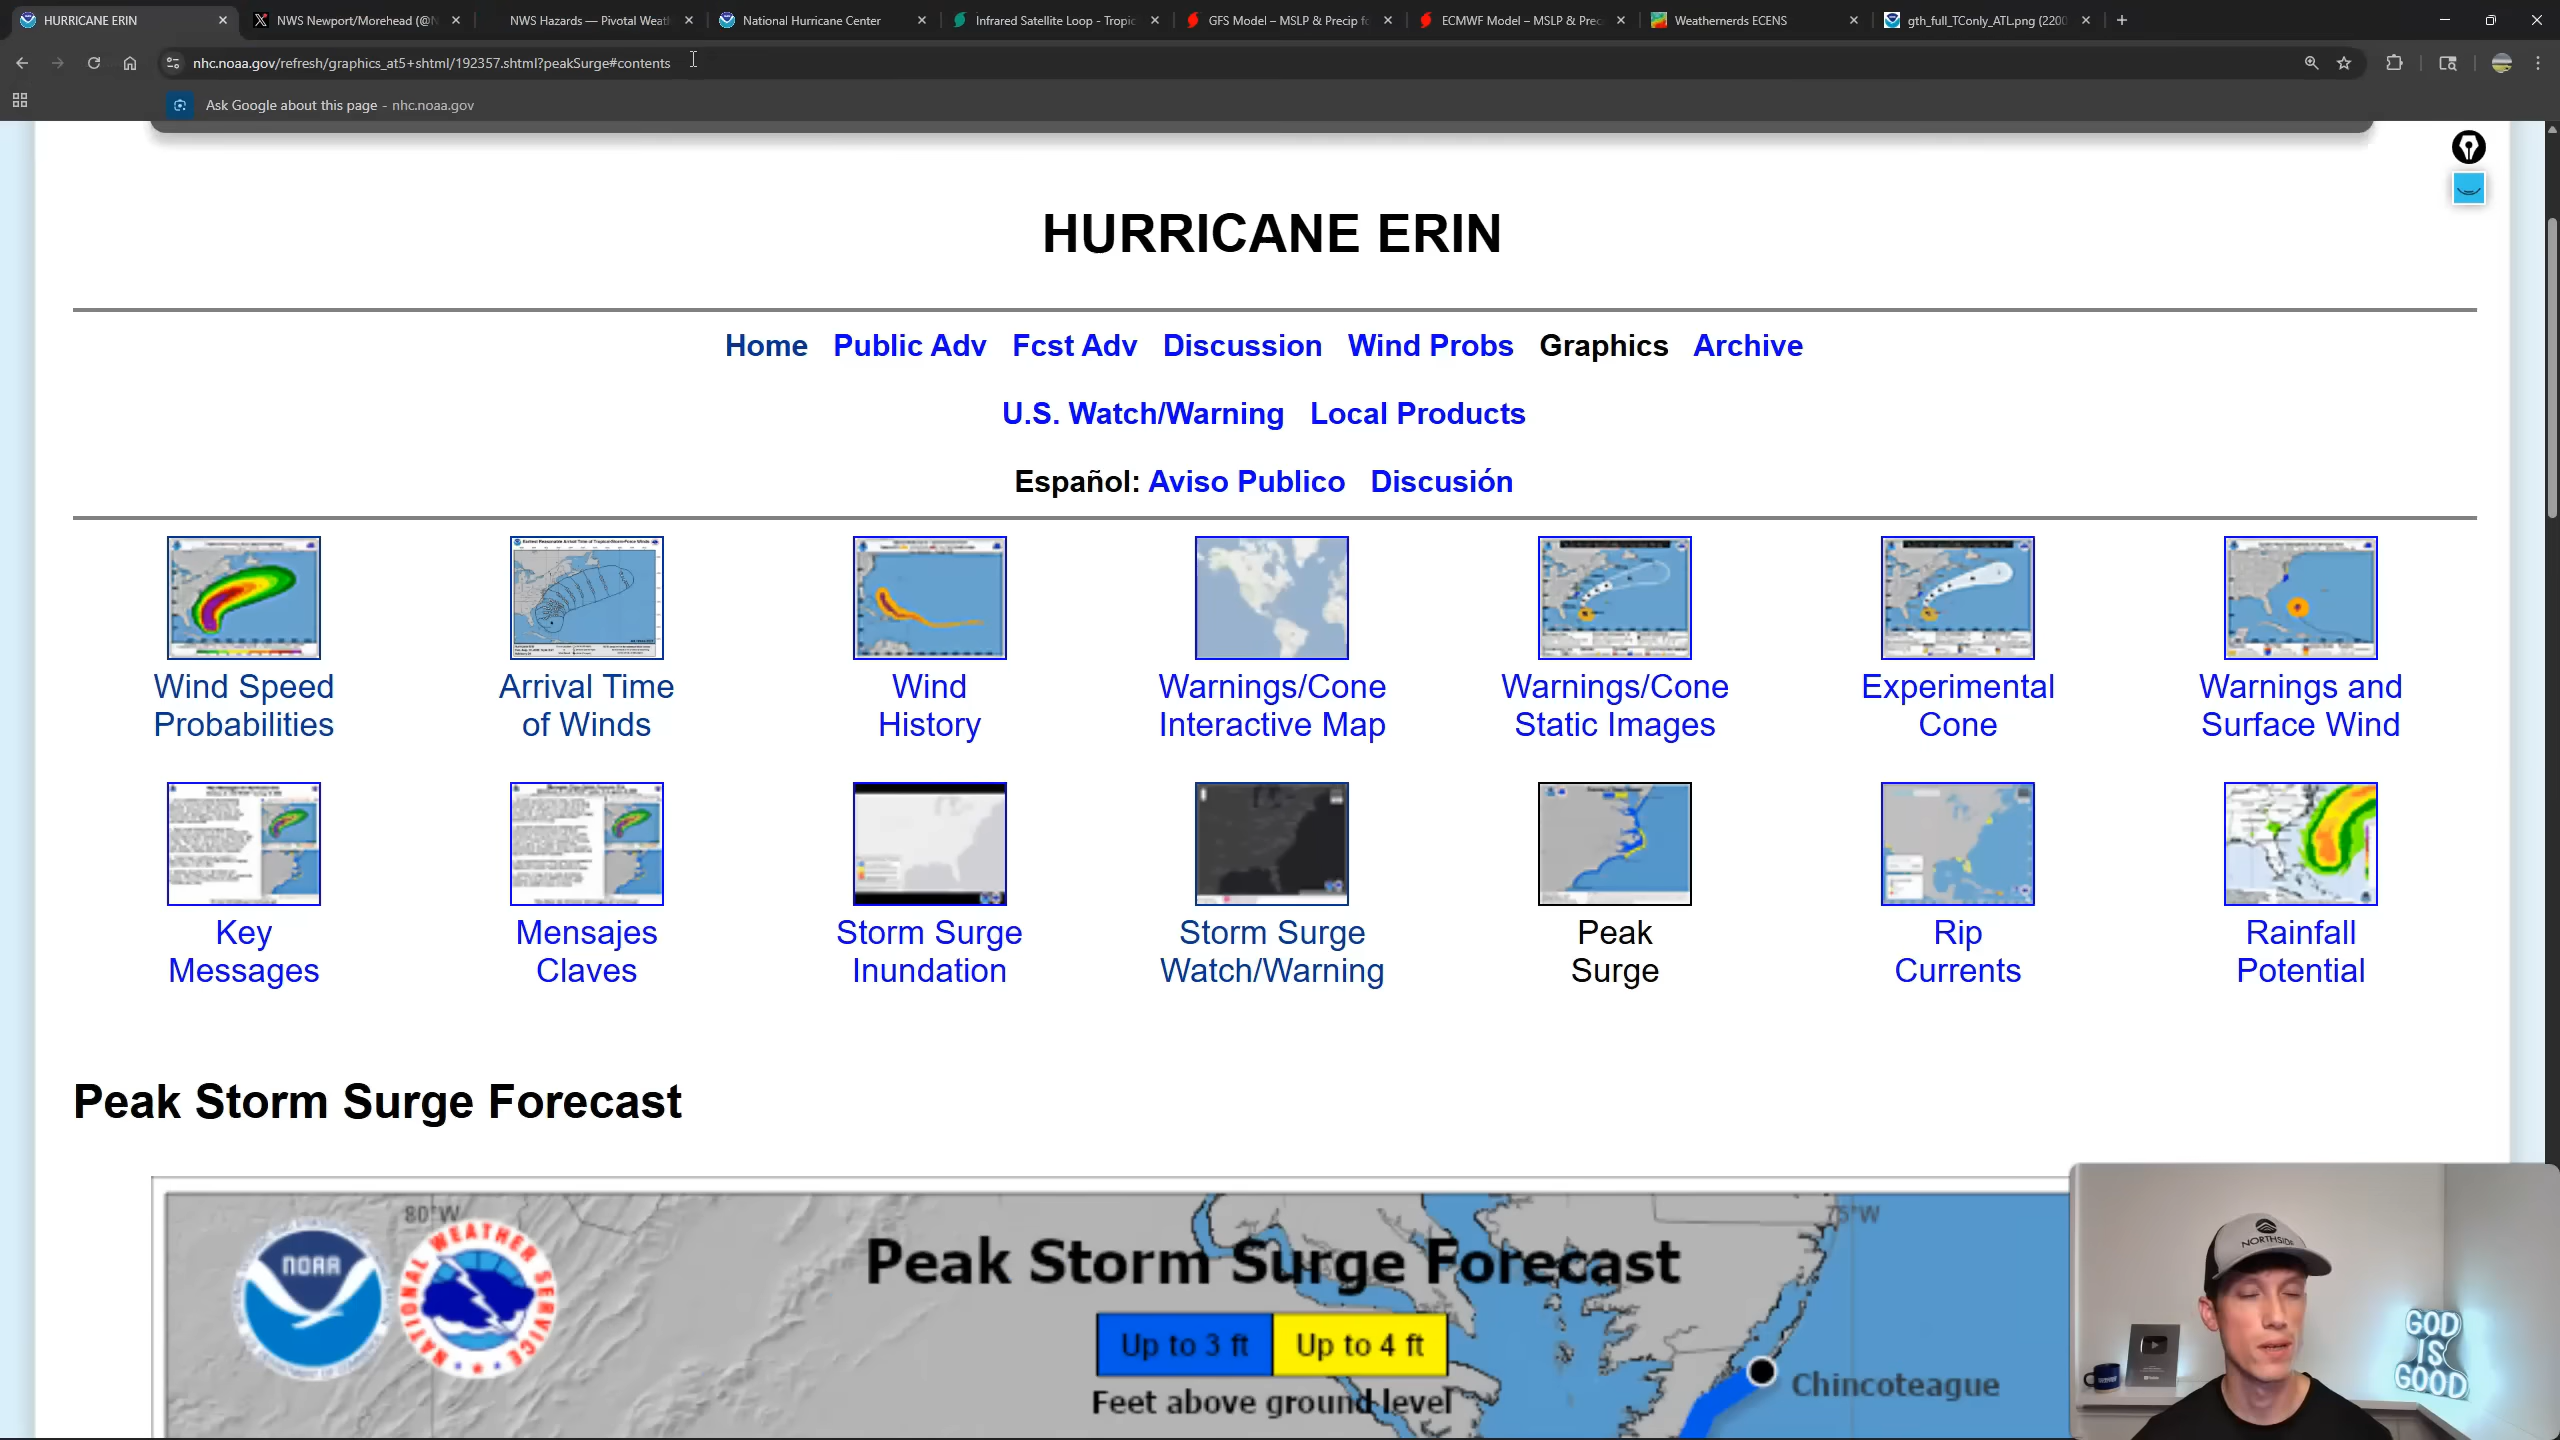 HURRICANE ERIN
NWS Newport/Morehead (@N
NWS Hazards — Pivotal Weath
National Hurricane Center
Infrared Satellite Loop - Tropic
GFS Model – MSLP & Precip fo
ECMWF Model – MSLP & Prec
Weathernerds ECENS
gth_full_TConly_ATL.png (2200
nhc.noaa.gov/refresh/graphics_at5+shtml/192357.shtml?peakSurge#contents
Ask Google about this page - nhc.noaa.gov
HURRICANE ERIN
Home Public Adv Fcst Adv Discussion Wind Probs Graphics Archive
U.S. Watch/Warning Local Products
Español: Aviso Publico Discusión
Wind Speed
Probabilities
Arrival Time
of Winds
Wind
History
Warnings/Cone
Interactive Map
Warnings/Cone
Static Images
Experimental
Cone
Warnings and
Surface Wind
Key
Messages
Mensajes
Claves
Storm Surge
Inundation
Storm Surge
Watch/Warning
Peak
Surge
Rip
Currents
Rainfall
Potential
Peak Storm Surge Forecast
80°W
75°W
NOAA
NATIONAL WEATHER SERVICE
Peak Storm Surge Forecast
Up to 3 ft Up to 4 ft
Feet above ground level
Chincoteague
NORTHSIDE
GOD
IS
GOOD